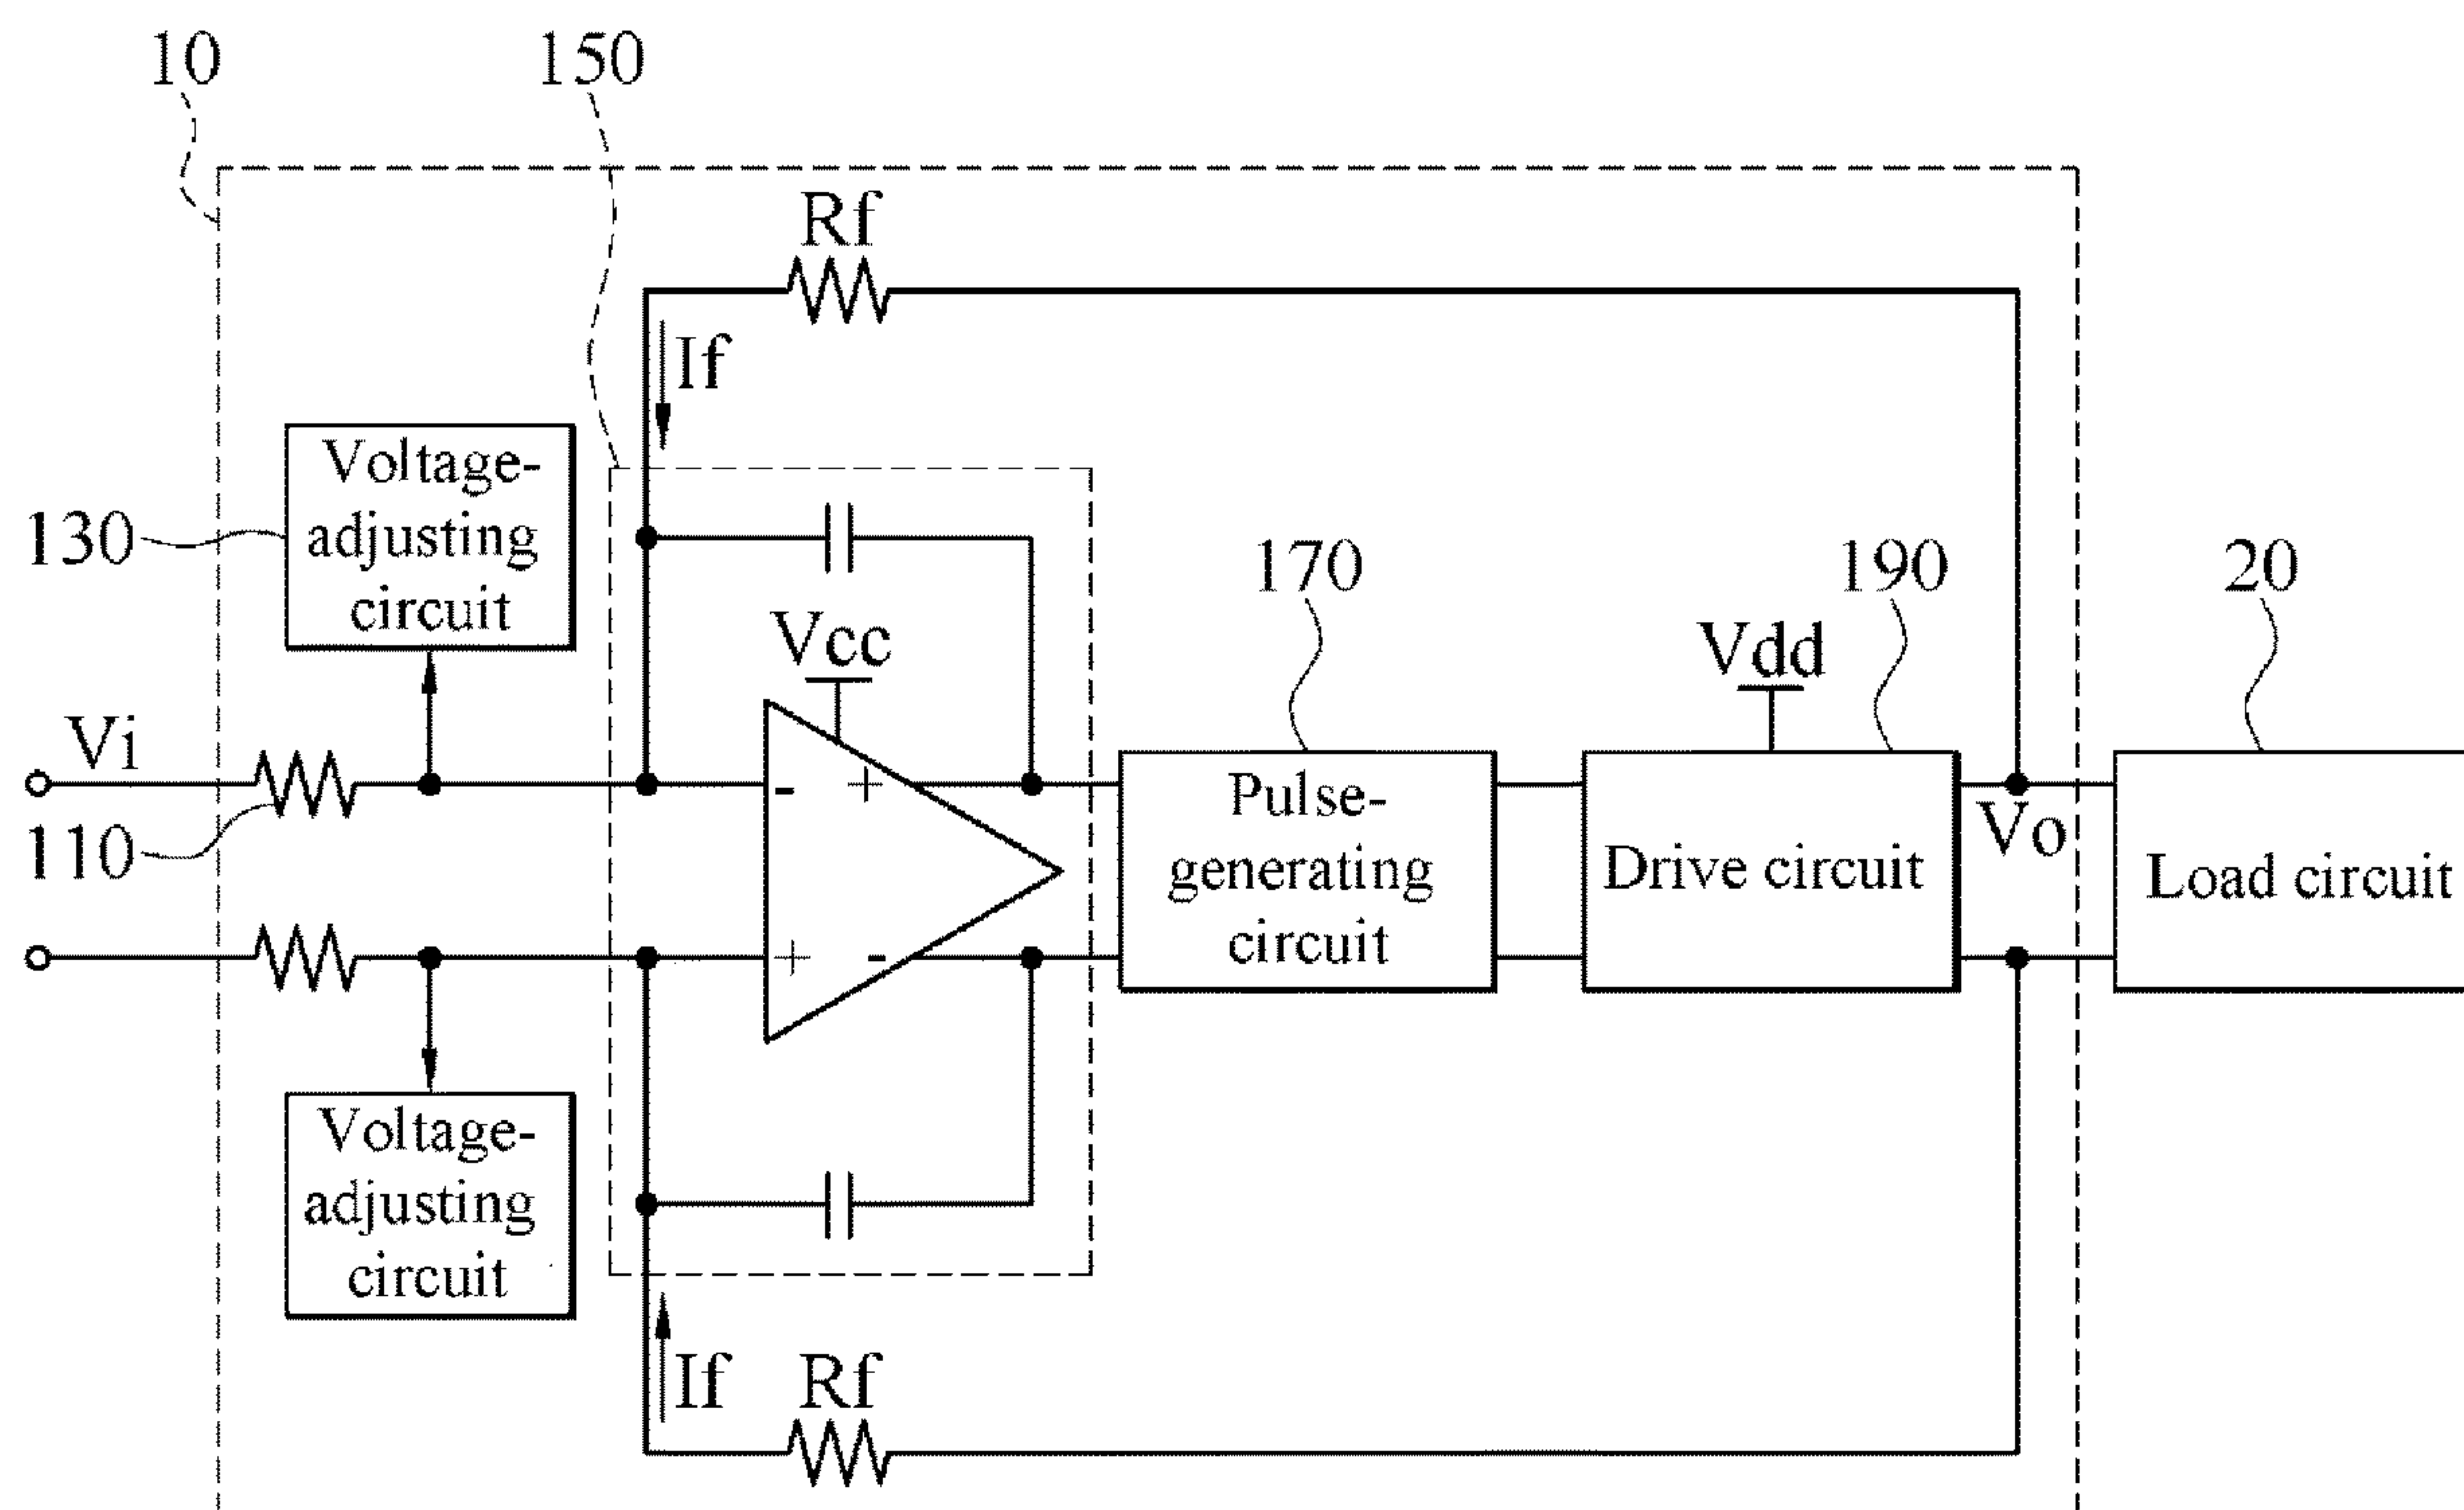 10
150
Rf
If
Voltage-
adjusting
circuit
130
170
190
20
Vcc
Vdd
Vi
- +
Pulse-
generating
circuit
Drive circuit
Vo
Load circuit
110
+ -
Voltage-
adjusting
circuit
If
Rf